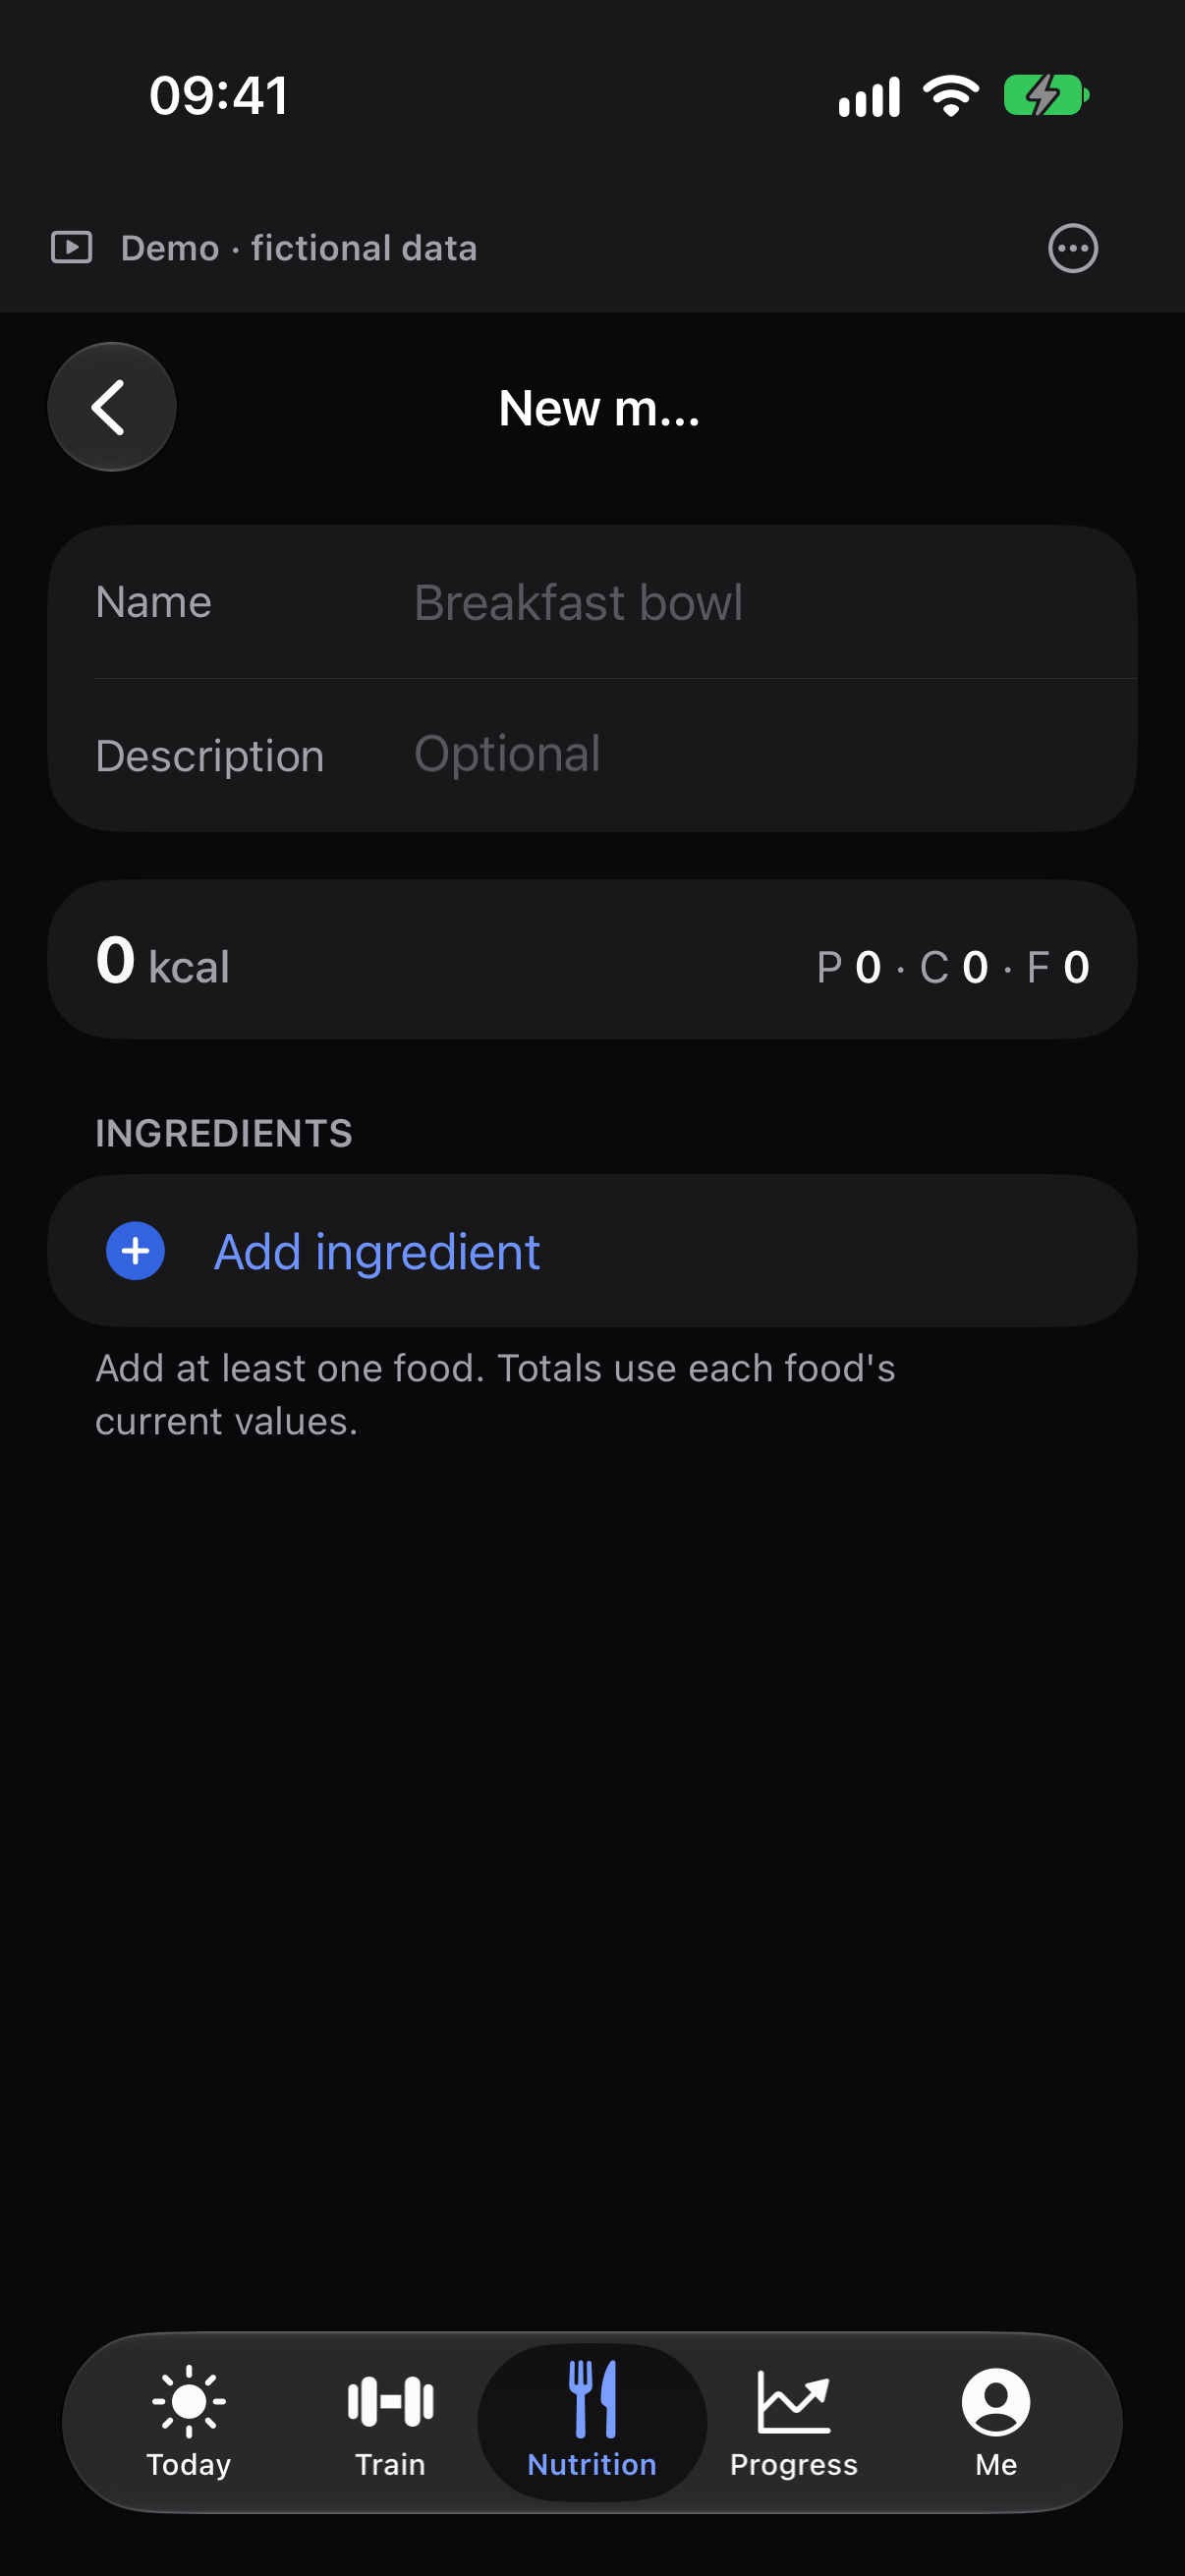 09:41
Demo · fictional data
New m...
Name
Breakfast bowl
Description
Optional
0 kcal
P 0 · C 0 · F 0
INGREDIENTS
Add ingredient
Add at least one food. Totals use each food's
current values.
Today
Train
Nutrition
Progress
Me